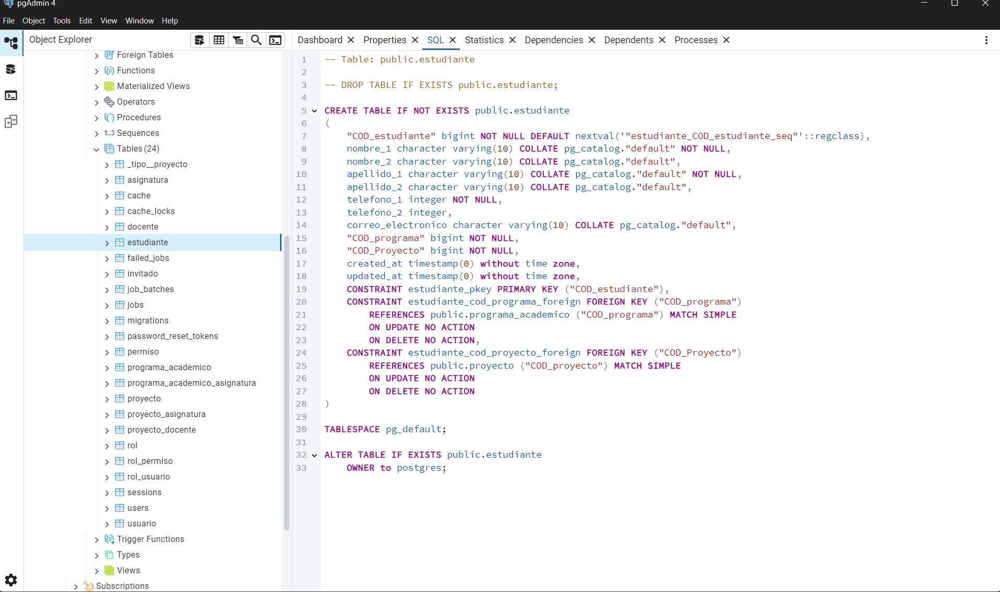 pgAdmin 4
File Object Tools Edit View Window Help
Object Explorer
Dashboard Properties SQL Statistics Dependencies Dependents Processes
Foreign Tables
Functions
Materialized Views
Operators
Procedures
1..3 Sequences
Tables (24)
_tipo__proyecto
asignatura
cache
cache_locks
docente
estudiante
failed_jobs
invitado
job_batches
jobs
migrations
password_reset_tokens
permiso
programa_academico
programa_academico_asignatura
proyecto
proyecto_asignatura
proyecto_docente
rol
rol_permiso
rol_usuario
sessions
users
usuario
Trigger Functions
Types
Views
Subscriptions
1 -- Table: public.estudiante
2
3 -- DROP TABLE IF EXISTS public.estudiante;
4
5 CREATE TABLE IF NOT EXISTS public.estudiante
6 (
7 "COD_estudiante" bigint NOT NULL DEFAULT nextval('"estudiante_COD_estudiante_seq"'::regclass),
8 nombre_1 character varying(10) COLLATE pg_catalog."default" NOT NULL,
9 nombre_2 character varying(10) COLLATE pg_catalog."default",
10 apellido_1 character varying(10) COLLATE pg_catalog."default" NOT NULL,
11 apellido_2 character varying(10) COLLATE pg_catalog."default",
12 telefono_1 integer NOT NULL,
13 telefono_2 integer,
14 correo_electronico character varying(10) COLLATE pg_catalog."default",
15 "COD_programa" bigint NOT NULL,
16 "COD_Proyecto" bigint NOT NULL,
17 created_at timestamp(0) without time zone,
18 updated_at timestamp(0) without time zone,
19 CONSTRAINT estudiante_pkey PRIMARY KEY ("COD_estudiante"),
20 CONSTRAINT estudiante_cod_programa_foreign FOREIGN KEY ("COD_programa")
21 REFERENCES public.programa_academico ("COD_programa") MATCH SIMPLE
22 ON UPDATE NO ACTION
23 ON DELETE NO ACTION,
24 CONSTRAINT estudiante_cod_proyecto_foreign FOREIGN KEY ("COD_Proyecto")
25 REFERENCES public.proyecto ("COD_proyecto") MATCH SIMPLE
26 ON UPDATE NO ACTION
27 ON DELETE NO ACTION
28 )
29
30 TABLESPACE pg_default;
31
32 ALTER TABLE IF EXISTS public.estudiante
33 OWNER to postgres;